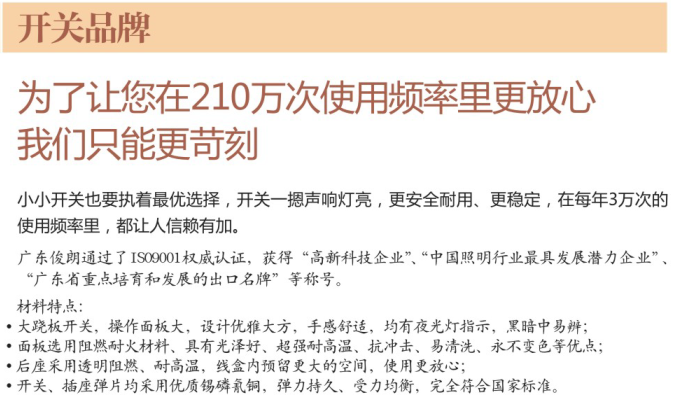 开关品牌
为了让您在210万次使用频率里更放心
我们只能更苛刻
小小开关也要执着最优选择，开关一摁声响灯亮，更安全耐用、更稳定，在每年3万次的
使用频率里，都让人信赖有加。
广东俊朗通过了ISO9001权威认证，获得“高新科技企业”、“中国照明行业最具发展潜力企业”、
“广东省重点培育和发展的出口名牌”等称号。
材料特点：
•大跷板开关，操作面板大，设计优雅大方，手感舒适，均有夜光灯指示，黑暗中易辨；
•面板选用阻燃耐火材料、具有光泽好、超强耐高温、抗冲击、易清洗、永不变色等优点；
•后座采用透明阻燃、耐高温，线盒内预留更大的空间，使用更放心；
•开关、插座弹片均采用优质锡磷氖铜，弹力持久、受力均衡，完全符合国家标准。